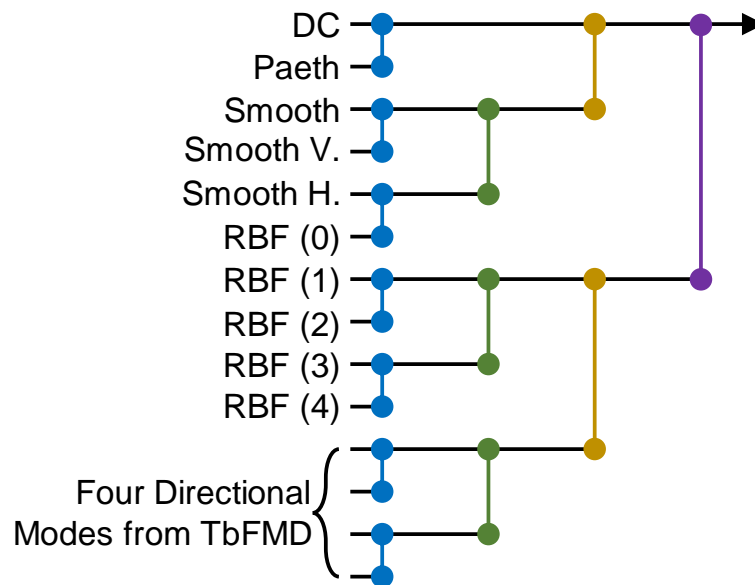 DC
Paeth
Smooth
Smooth V.
Smooth H.
RBF (0)
RBF (1)
RBF (2)
RBF (3)
RBF (4)
Four Directional
Modes from TbFMD